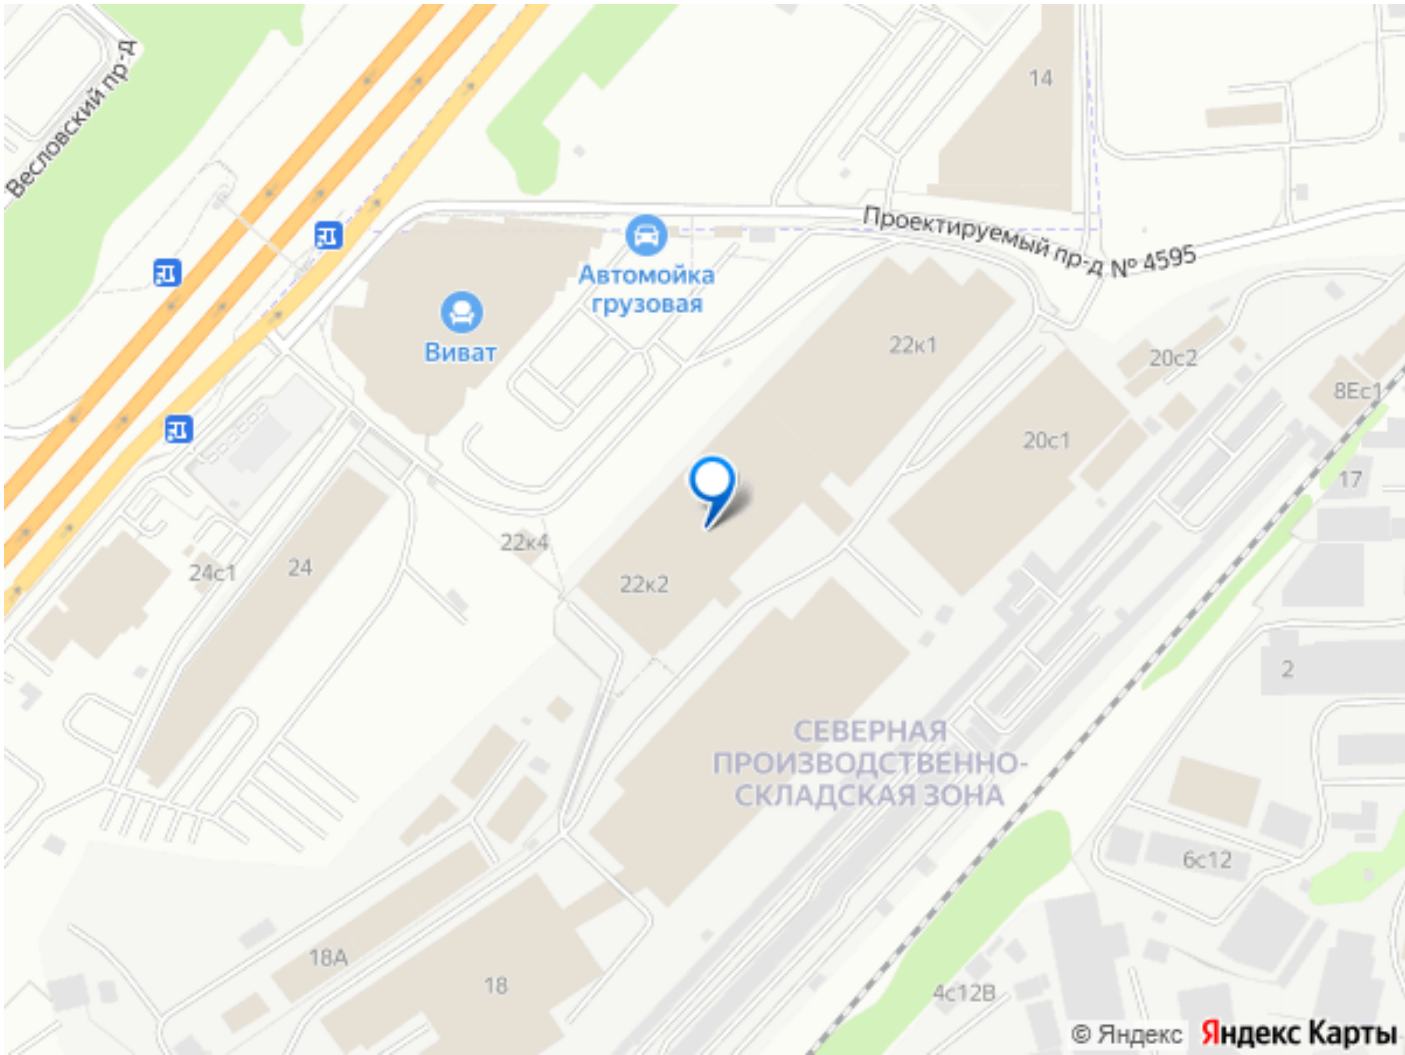 Весловский пр-д
14
Проектируемый пр-д № 4595
Автомойка
грузовая
Виват
22к1
20с2
8Ес1
20с1
17
22к4
24с1
24
22к2
2
СЕВЕРНАЯ
ПРОИЗВОДСТВЕННО-
СКЛАДСКАЯ ЗОНА
6с12
18А
18
4с12В
© Яндекс Яндекс Карты